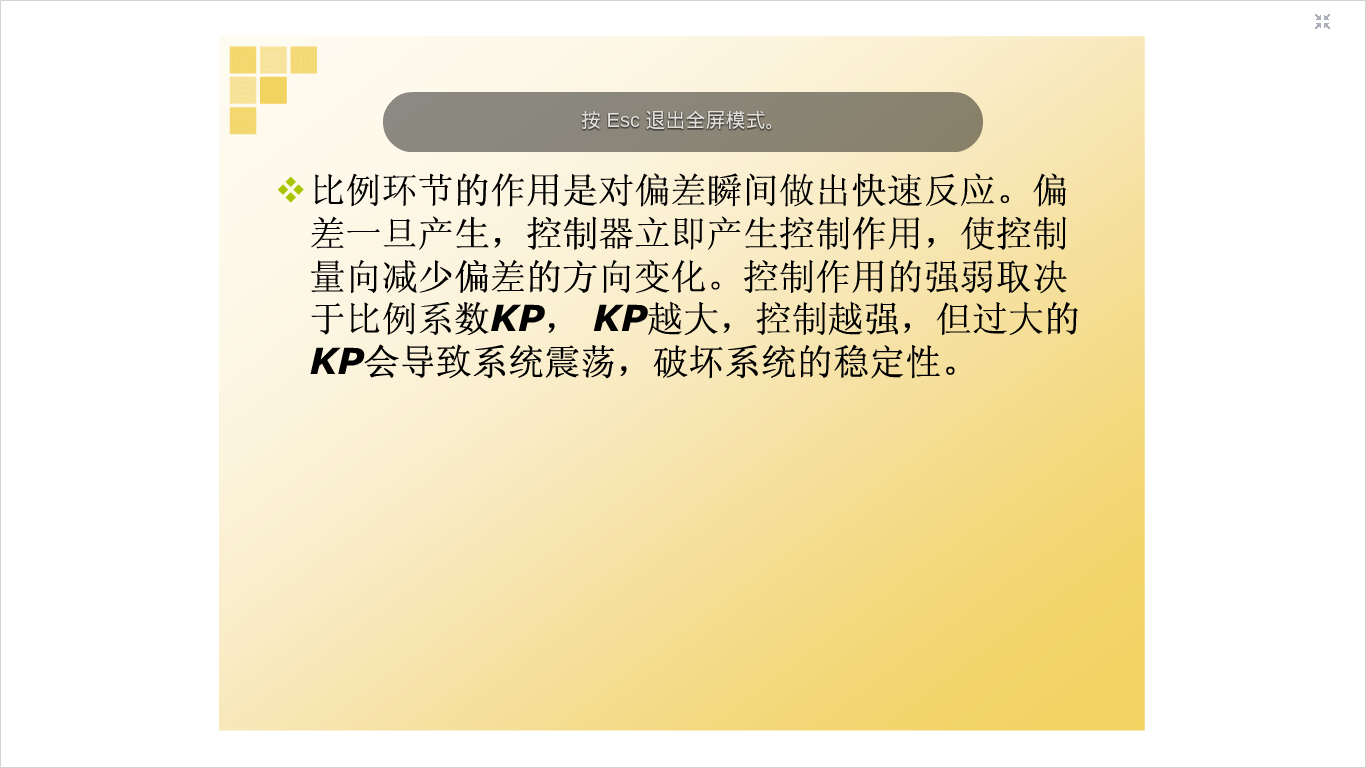 按 Esc 退出全屏模式。
比例环节的作用是对偏差瞬间做出快速反应。偏
差一旦产生，控制器立即产生控制作用，使控制
量向减少偏差的方向变化。控制作用的强弱取决
于比例系数KP， KP越大，控制越强，但过大的
KP会导致系统震荡，破坏系统的稳定性。